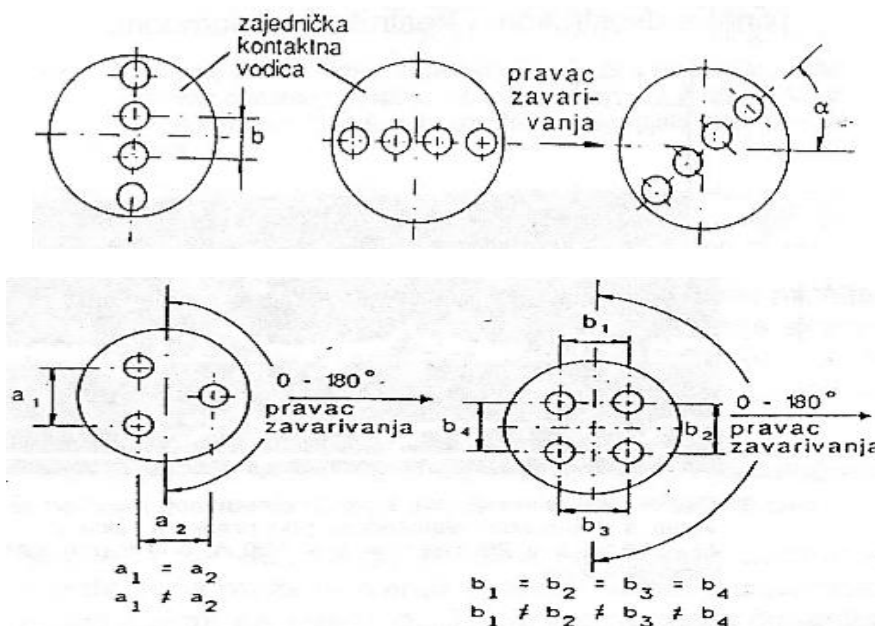 zajednička
kontaktna
vodica
b
pravac
zavari-
vanja
α
a1
0 - 180°
pravac
zavarivanja
a2
a1 = a2
a1 ≠ a2
b1
b4
b2
0 - 180°
pravac
zavarivanja
b3
b1 = b2 = b3 = b4
b1 ≠ b2 ≠ b3 ≠ b4